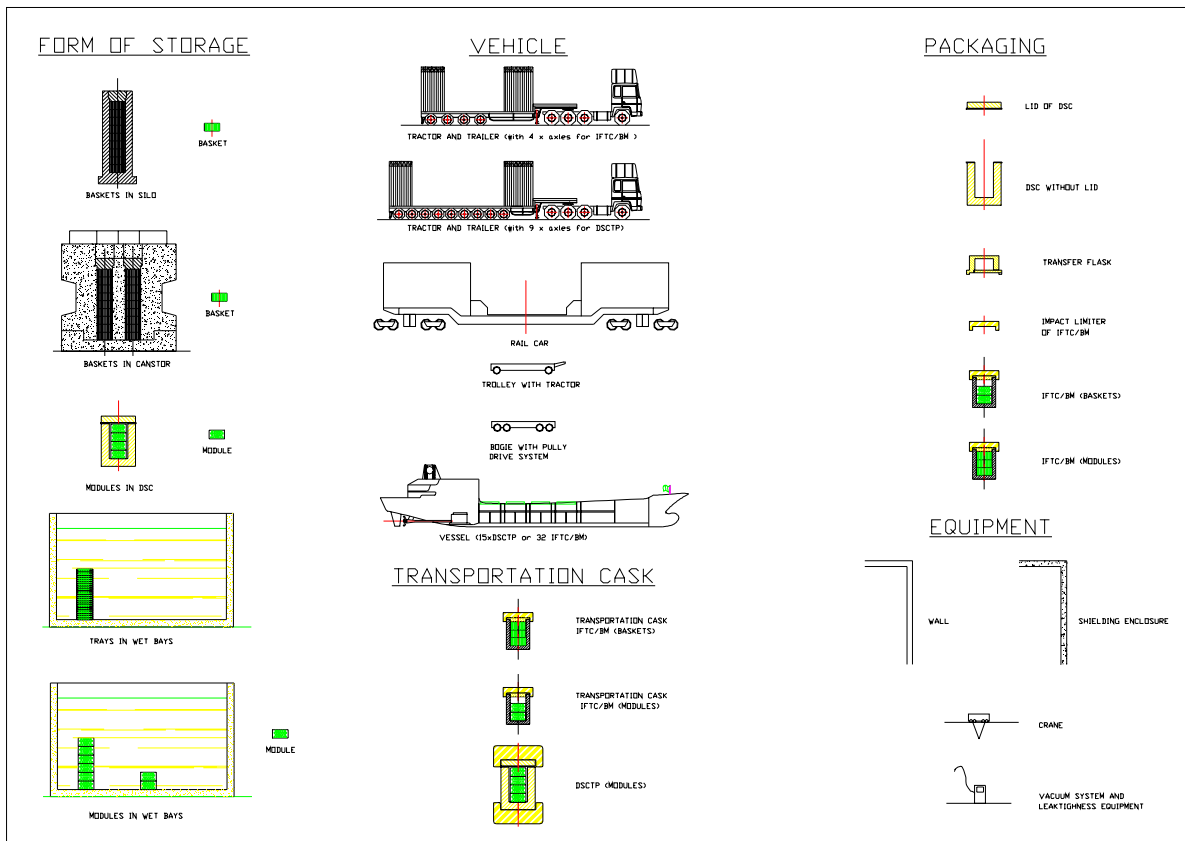 FORM OF STORAGE
BASKET
BASKETS IN SILO
BASKET
BASKETS IN CANSTOR
MODULE
MODULES IN DSC
TRAYS IN WET BAYS
MODULE
MODULES IN WET BAYS
VEHICLE
TRACTOR AND TRAILER (with 4 x axles for IFTC/BM )
TRACTOR AND TRAILER (with 9 x axles for DSCTP)
RAIL CAR
TROLLEY WITH TRACTOR
BOGIE WITH PULLY
DRIVE SYSTEM
VESSEL (15xDSCTP or 32 IFTC/BM)
TRANSPORTATION CASK
TRANSPORTATION CASK
IFTC/BM (BASKETS)
TRANSPORTATION CASK
IFTC/BM (MODULES)
DSCTP (MODULES)
PACKAGING
LID OF DSC
DSC WITHOUT LID
TRANSFER FLASK
IMPACT LIMITER
OF IFTC/BM
IFTC/BM (BASKETS)
IFTC/BM (MODULES)
EQUIPMENT
WALL
SHIELDING ENCLOSURE
CRANE
VACUUM SYSTEM AND
LEAKTIGHNESS EQUIPMENT